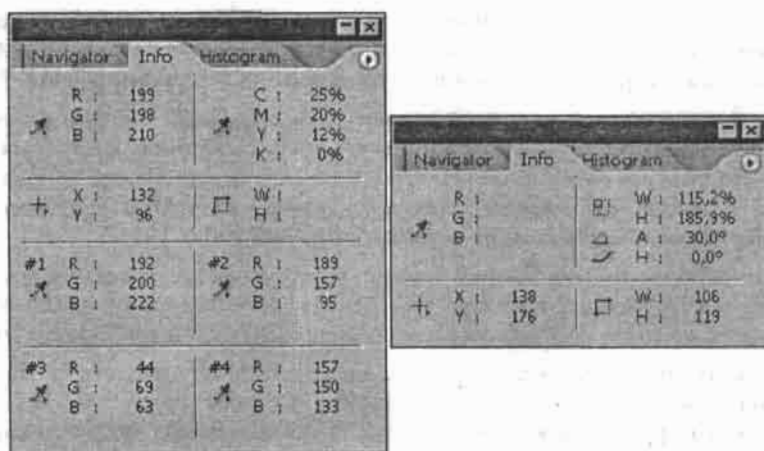 Navigator Info Histogram
R : 199 C : 25%
G : 198 M : 20%
B : 210 Y : 12%
K : 0%
X : 132 W :
Y : 96 H :
#1 R : 192 #2 R : 189
G : 200 G : 157
B : 222 B : 95
#3 R : 44 #4 R : 157
G : 69 G : 150
B : 63 B : 133
Navigator Info Histogram
R : W : 115,2%
G : H : 185,9%
B : A : 30,0°
H : 0,0°
X : 138 W : 106
Y : 176 H : 119